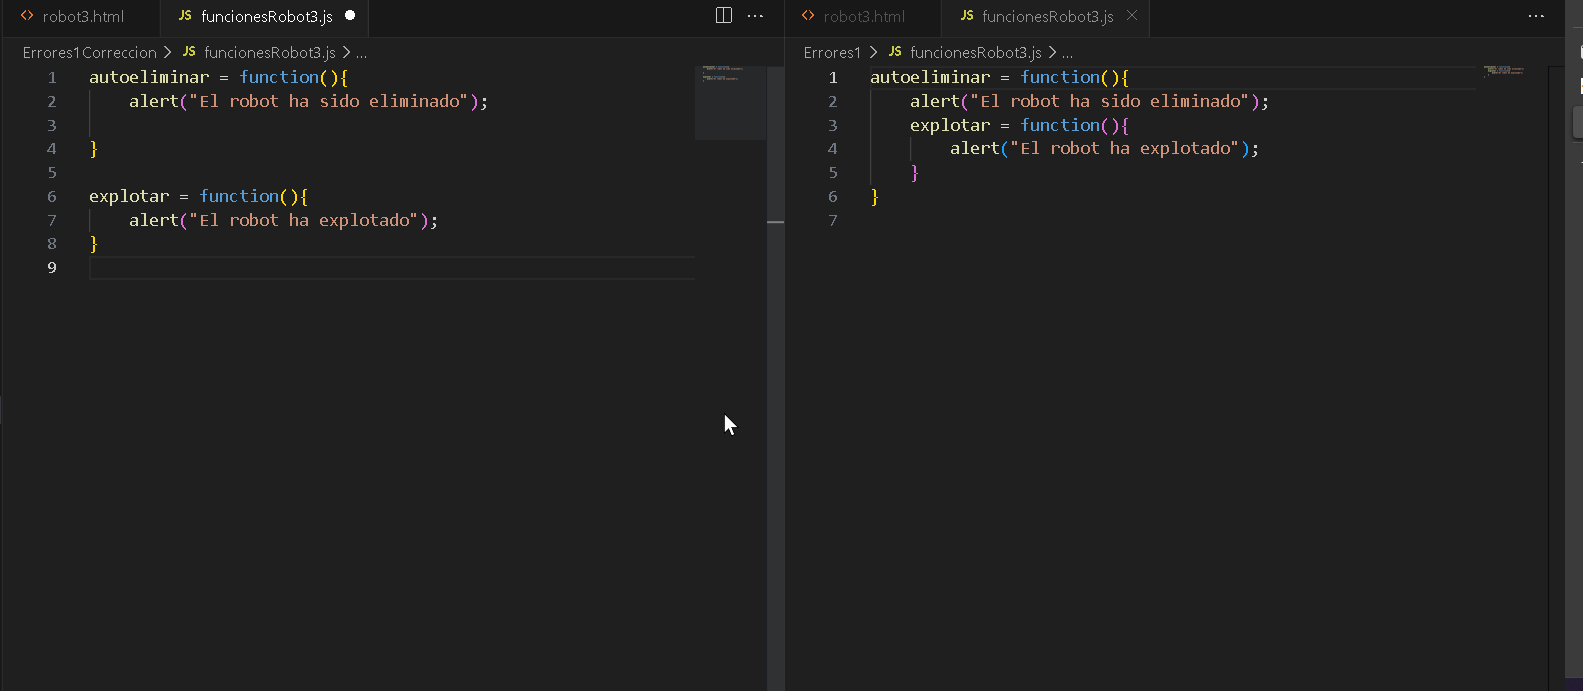 robot3.html
JS funcionesRobot3.js
Errores1Correccion > JS funcionesRobot3.js > ...
1 autoeliminar = function(){
2 alert("El robot ha sido eliminado");
3
4 }
5
6 explotar = function(){
7 alert("El robot ha explotado");
8 }
9
robot3.html
JS funcionesRobot3.js
Errores1 > JS funcionesRobot3.js > ...
1 autoeliminar = function(){
2 alert("El robot ha sido eliminado");
3 explotar = function(){
4 alert("El robot ha explotado");
5 }
6 }
7